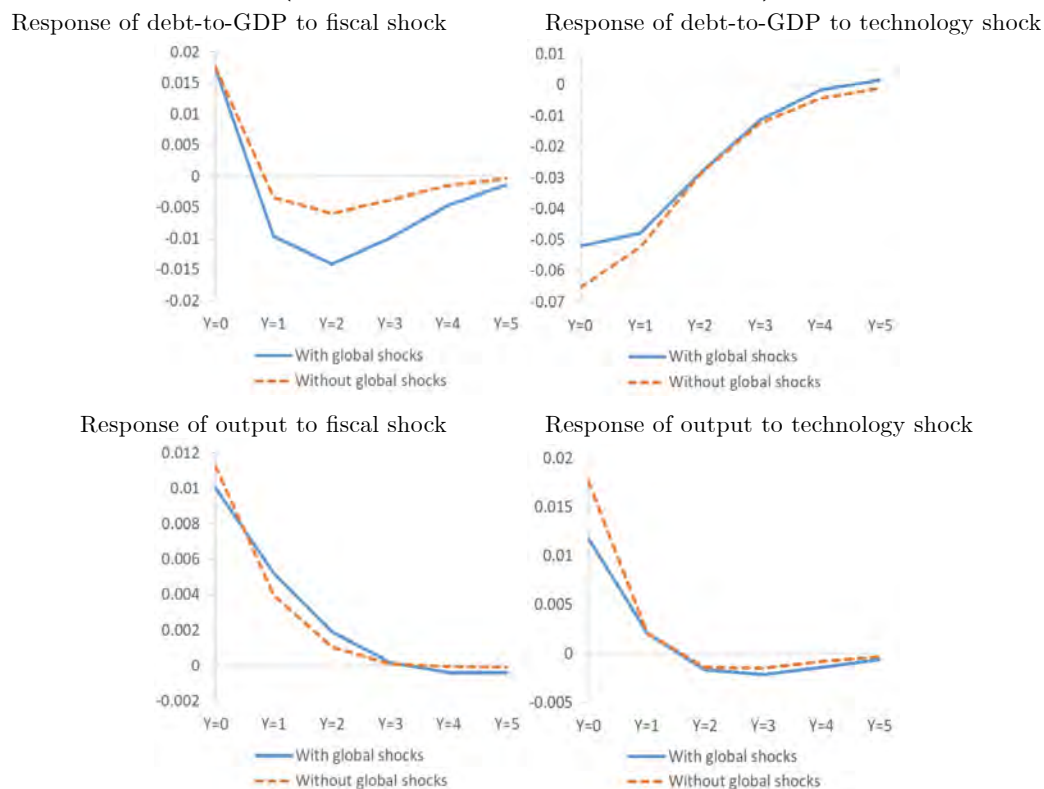 Response of debt-to-GDP to fiscal shock
0.02
0.015
0.01
0.005
0
-0.005
-0.01
-0.015
-0.02
Y=0 Y=1 Y=2 Y=3 Y=4 Y=5
With global shocks
Without global shocks
Response of debt-to-GDP to technology shock
0.01
0
-0.01
-0.02
-0.03
-0.04
-0.05
-0.06
-0.07
Y=0 Y=1 Y=2 Y=3 Y=4 Y=5
With global shocks
Without global shocks
Response of output to fiscal shock
0.012
0.01
0.008
0.006
0.004
0.002
0
-0.002
Y=0 Y=1 Y=2 Y=3 Y=4 Y=5
With global shocks
Without global shocks
Response of output to technology shock
0.02
0.015
0.01
0.005
0
-0.005
Y=0 Y=1 Y=2 Y=3 Y=4 Y=5
With global shocks
Without global shocks